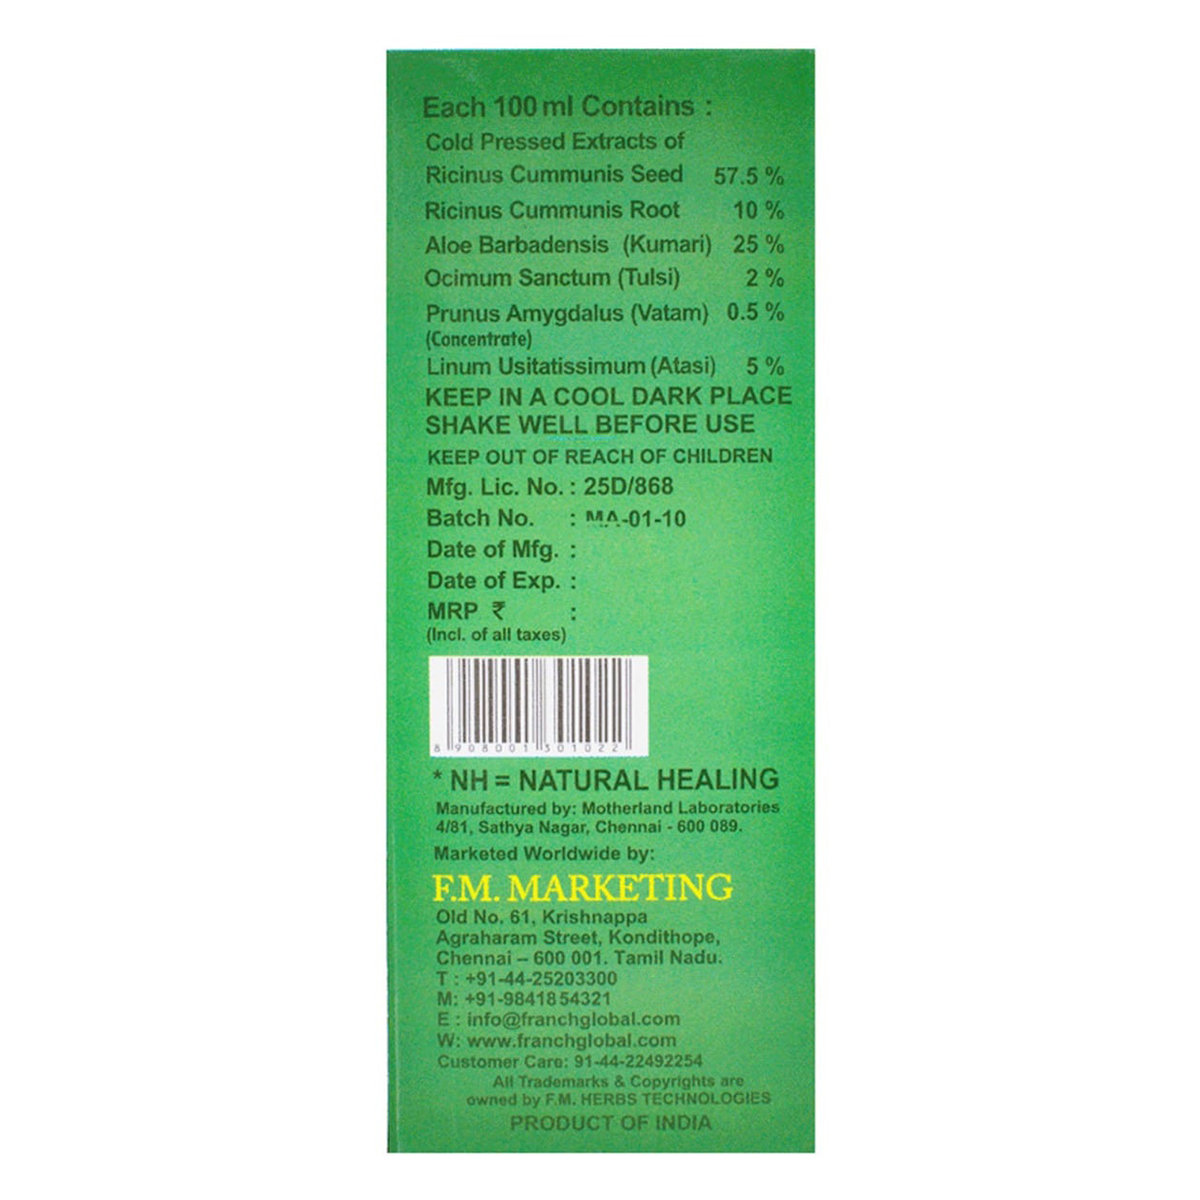 Each 100 ml Contains :
Cold Pressed Extracts of
Ricinus Cummunis Seed 57.5 %
Ricinus Cummunis Root 10 %
Aloe Barbadensis (Kumari) 25 %
Ocimum Sanctum (Tulsi) 2 %
Prunus Amygdalus (Vatam) 0.5 %
(Concentrate)
Linum Usitatissimum (Atasi) 5 %
KEEP IN A COOL DARK PLACE
SHAKE WELL BEFORE USE
KEEP OUT OF REACH OF CHILDREN
Mfg. Lic. No. : 25D/868
Batch No. : MA-01-10
Date of Mfg. :
Date of Exp. :
MRP ₹ :
(Incl. of all taxes)
8 908001 301022
* NH = NATURAL HEALING
Manufactured by: Motherland Laboratories
4/81, Sathya Nagar, Chennai - 600 089.
Marketed Worldwide by:
F.M. MARKETING
Old No. 61, Krishnappa
Agraharam Street, Kondithope,
Chennai – 600 001. Tamil Nadu.
T : +91-44-25203300
M: +91-9841854321
E : info@franchglobal.com
W: www.franchglobal.com
Customer Care: 91-44-22492254
All Trademarks & Copyrights are
owned by F.M. HERBS TECHNOLOGIES
PRODUCT OF INDIA